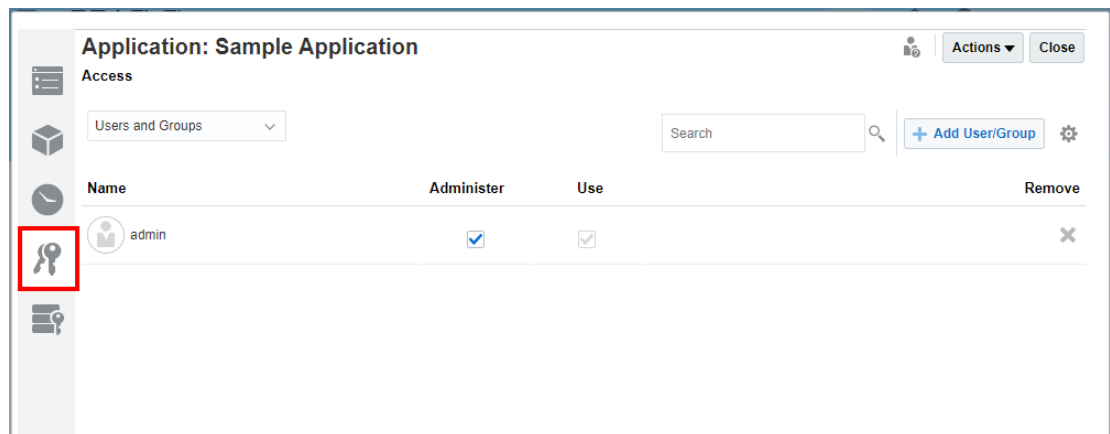 Application: Sample Application
Actions
Close
Access
Users and Groups
Search
Add User/Group
Name Administer Use Remove
admin